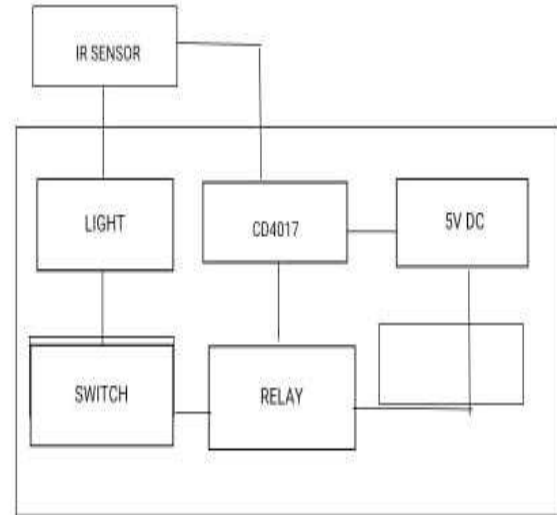 IR SENSOR
LIGHT
CD4017
5V DC
SWITCH
RELAY